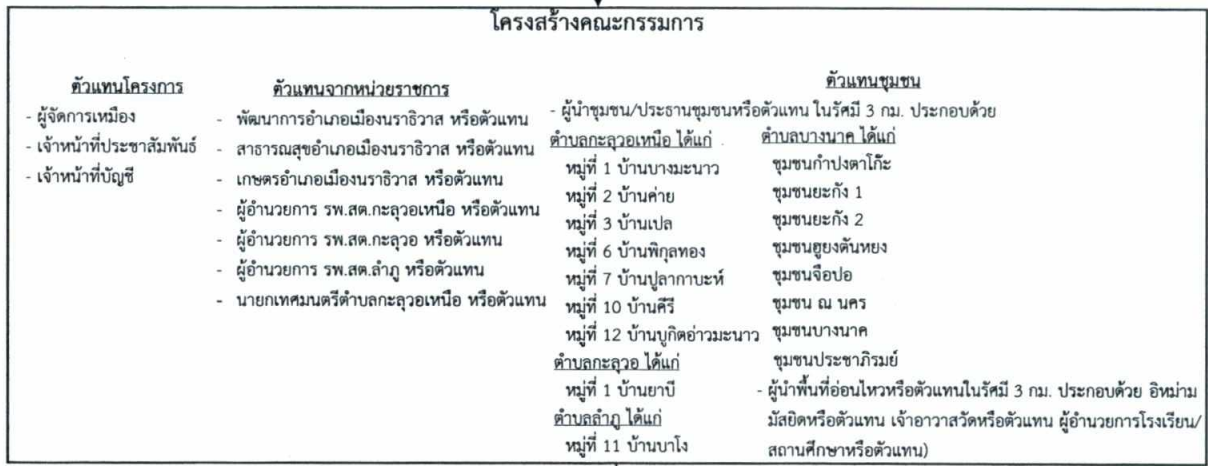 โครงสร้างคณะกรรมการ
ตัวแทนโครงการ
- ผู้จัดการเหมือง
- เจ้าหน้าที่ประชาสัมพันธ์
- เจ้าหน้าที่บัญชี
ตัวแทนจากหน่วยราชการ
- พัฒนาการอำเภอเมืองนราธิวาส หรือตัวแทน
- สาธารณสุขอำเภอเมืองนราธิวาส หรือตัวแทน
- เกษตรอำเภอเมืองนราธิวาส หรือตัวแทน
- ผู้อำนวยการ รพ.สต.กะลุวอเหนือ หรือตัวแทน
- ผู้อำนวยการ รพ.สต.กะลุวอ หรือตัวแทน
- ผู้อำนวยการ รพ.สต.ลำภู หรือตัวแทน
- นายกเทศมนตรีตำบลกะลุวอเหนือ หรือตัวแทน
ตัวแทนชุมชน
- ผู้นำชุมชน/ประธานชุมชนหรือตัวแทน ในรัศมี 3 กม. ประกอบด้วย
ตำบลกะลุวอเหนือ ได้แก่
หมู่ที่ 1 บ้านบางมะนาว
หมู่ที่ 2 บ้านค่าย
หมู่ที่ 3 บ้านเปล
หมู่ที่ 6 บ้านพิกุลทอง
หมู่ที่ 7 บ้านปูลากาบะห์
หมู่ที่ 10 บ้านคีรี
หมู่ที่ 12 บ้านบูกิตอ่าวมะนาว
ตำบลกะลุวอ ได้แก่
หมู่ที่ 1 บ้านยาบี
ตำบลลำภู ได้แก่
หมู่ที่ 11 บ้านบาโง
ตำบลบางนาค ได้แก่
ชุมชนกำปงตาโก๊ะ
ชุมชนยะกัง 1
ชุมชนยะกัง 2
ชุมชนฮูยงตันหยง
ชุมชนจือปอ
ชุมชน ณ นคร
ชุมชนบางนาค
ชุมชนประชาภิรมย์
- ผู้นำพื้นที่อ่อนไหวหรือตัวแทนในรัศมี 3 กม. ประกอบด้วย อิหม่าม
มัสยิดหรือตัวแทน เจ้าอาวาสวัดหรือตัวแทน ผู้อำนวยการโรงเรียน/
สถานศึกษาหรือตัวแทน)